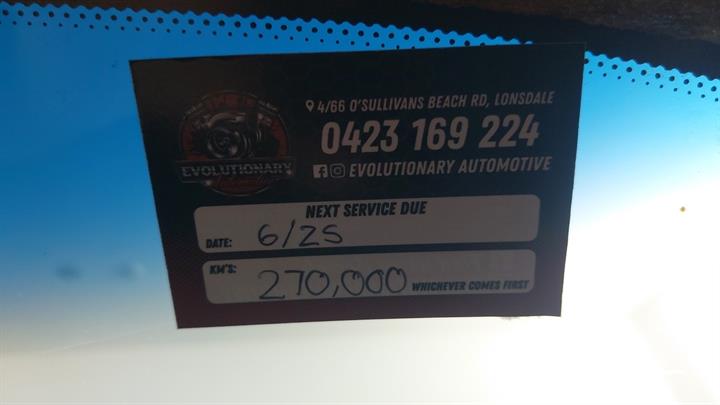 4/66 O'SULLIVANS BEACH RD, LONSDALE
0423 169 224
EVOLUTIONARY AUTOMOTIVE
EVOLUTIONARY
NEXT SERVICE DUE
DATE: 6/25
KM'S: 270,000 WHICHEVER COMES FIRST